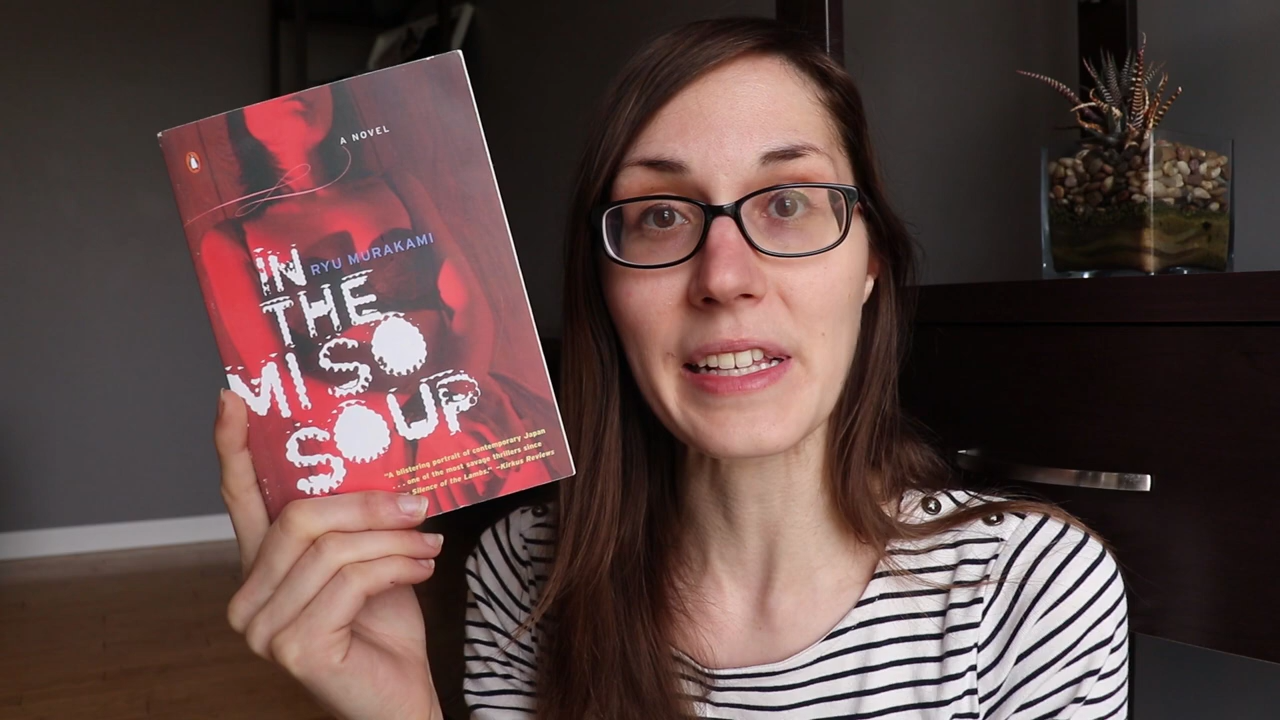 A NOVEL
RYU MURAKAMI
IN
THE
MISO
SOUP
"A blistering portrait of contemporary Japan
. . . one of the most savage thrillers since
Silence of the Lambs." —Kirkus Reviews